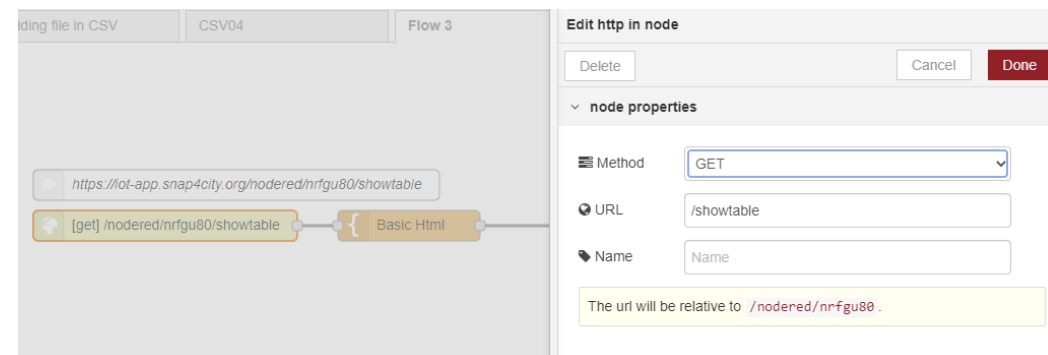 iding file in CSV
CSV04
Flow 3
Edit http in node
Delete
Cancel
Done
node properties
Method
GET
https://iot-app.snap4city.org/nodered/nrfgu80/showtable
[get] /nodered/nrfgu80/showtable
Basic Html
URL
/showtable
Name
Name
The url will be relative to /nodered/nrfgu80.